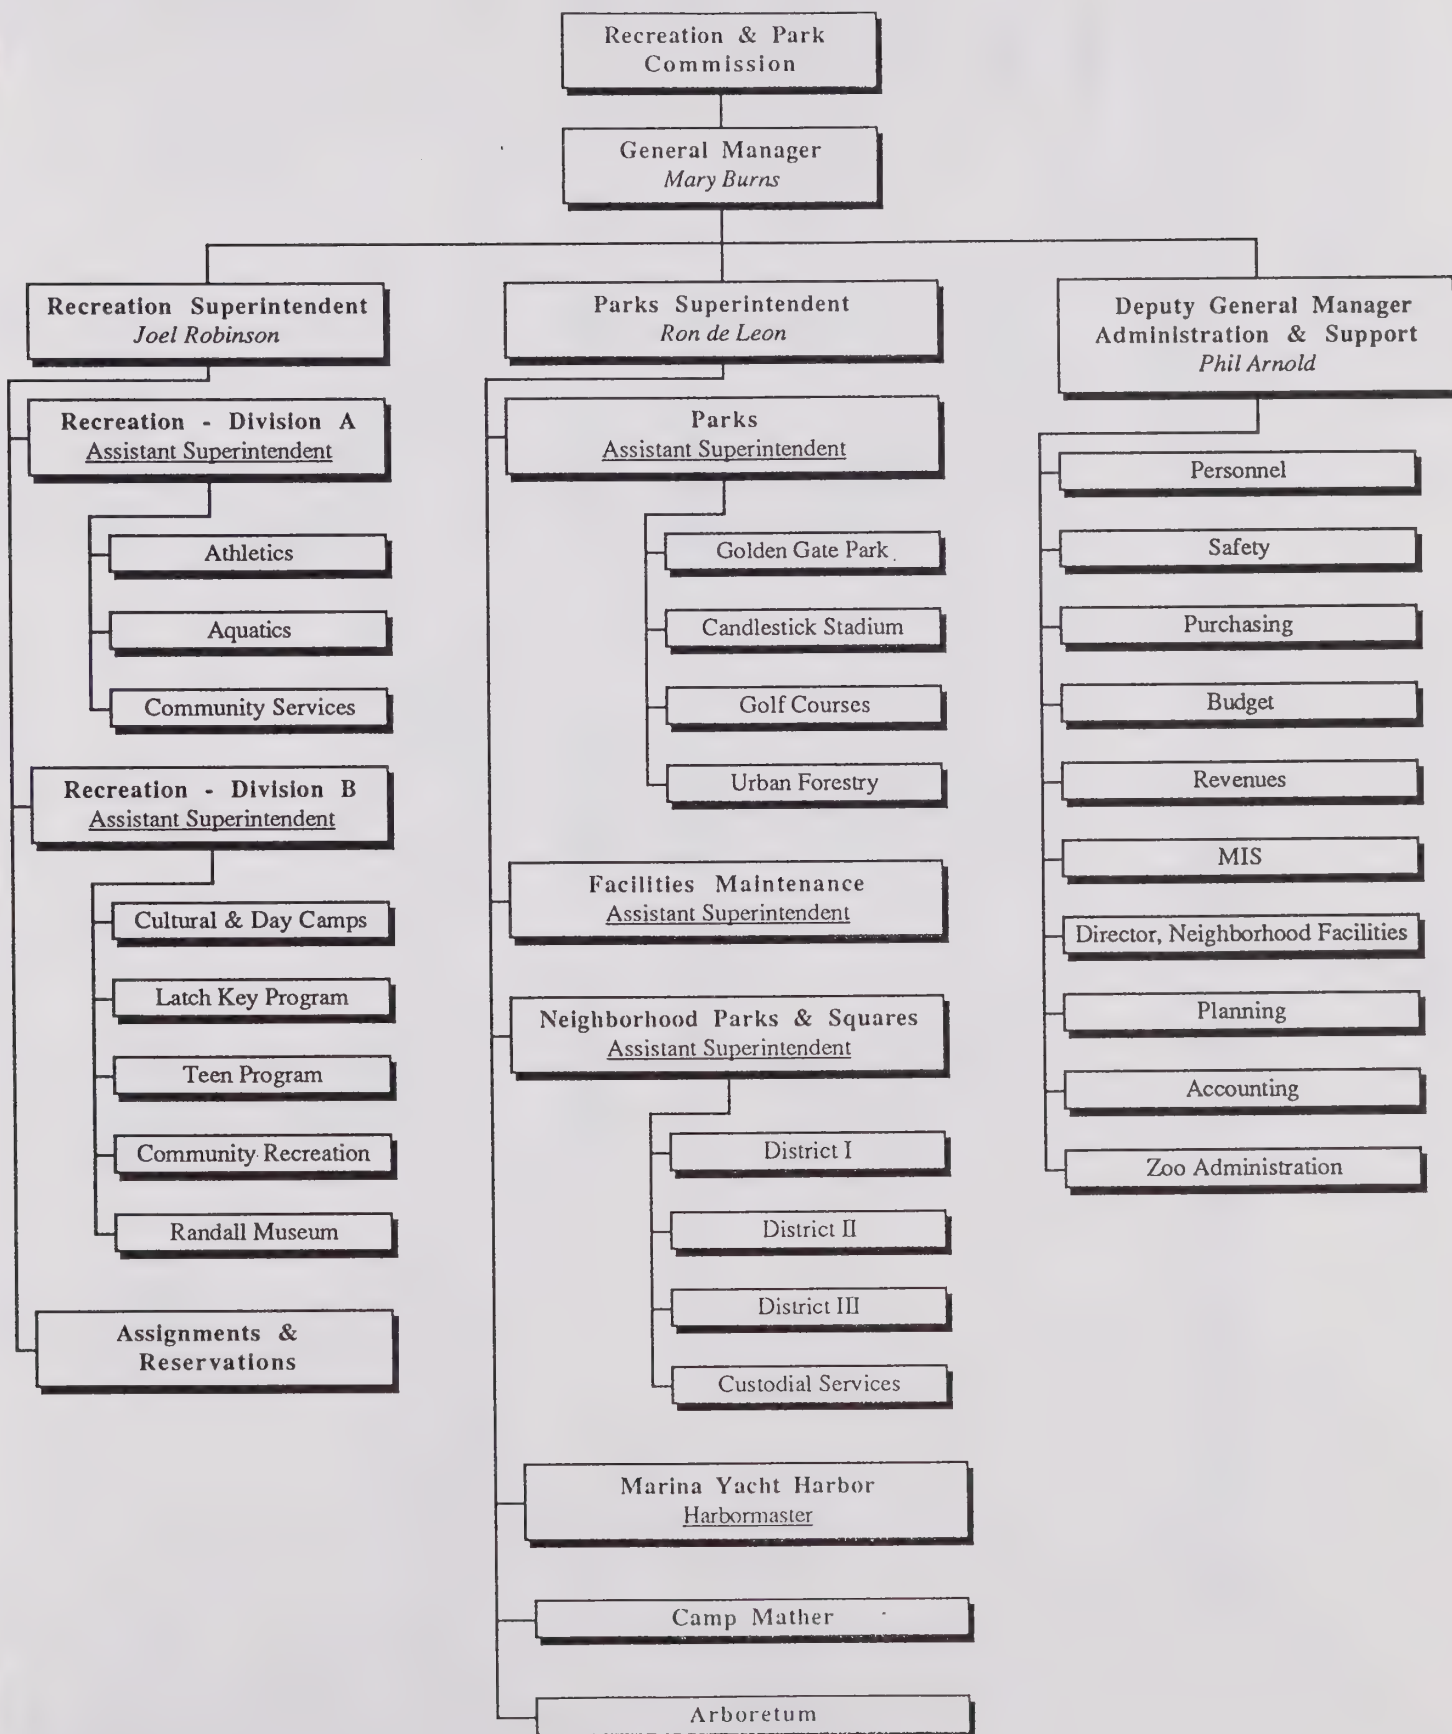 Recreation & Park
Commission
General Manager
Mary Burns
Recreation Superintendent
Joel Robinson
Recreation - Division A
Assistant Superintendent
Athletics
Aquatics
Community Services
Recreation - Division B
Assistant Superintendent
Cultural & Day Camps
Latch Key Program
Teen Program
Community Recreation
Randall Museum
Assignments &
Reservations
Parks Superintendent
Ron de Leon
Parks
Assistant Superintendent
Golden Gate Park
Candlestick Stadium
Golf Courses
Urban Forestry
Facilities Maintenance
Assistant Superintendent
Neighborhood Parks & Squares
Assistant Superintendent
District I
District II
District III
Custodial Services
Marina Yacht Harbor
Harbormaster
Camp Mather
Arboretum
Deputy General Manager
Administration & Support
Phil Arnold
Personnel
Safety
Purchasing
Budget
Revenues
MIS
Director, Neighborhood Facilities
Planning
Accounting
Zoo Administration